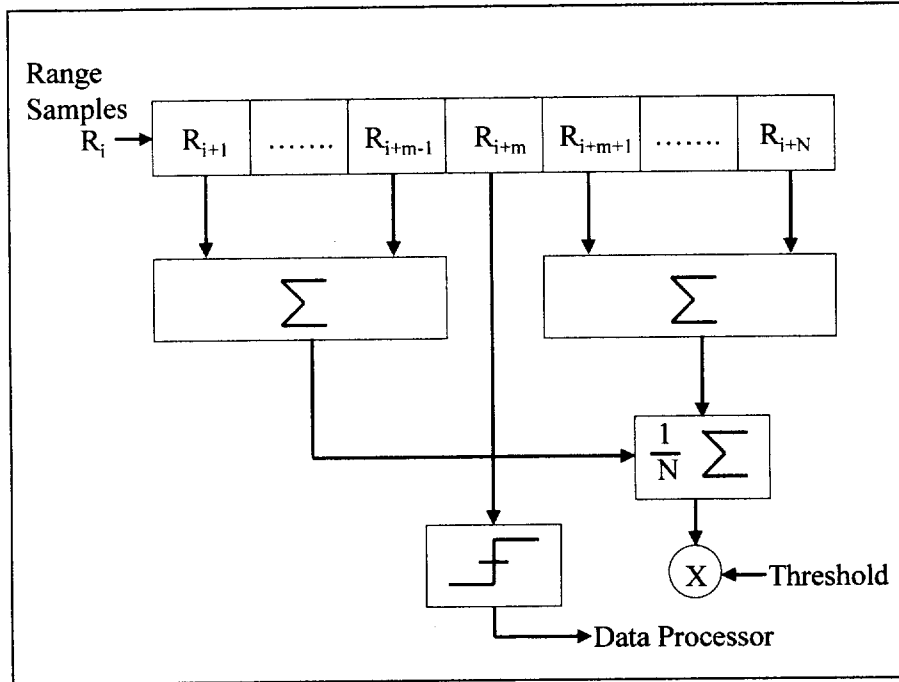 Range
Samples
R_i
R_{i+1} ....... R_{i+m-1} R_{i+m} R_{i+m+1} ....... R_{i+N}
Σ Σ
1/N Σ
X Threshold
Data Processor